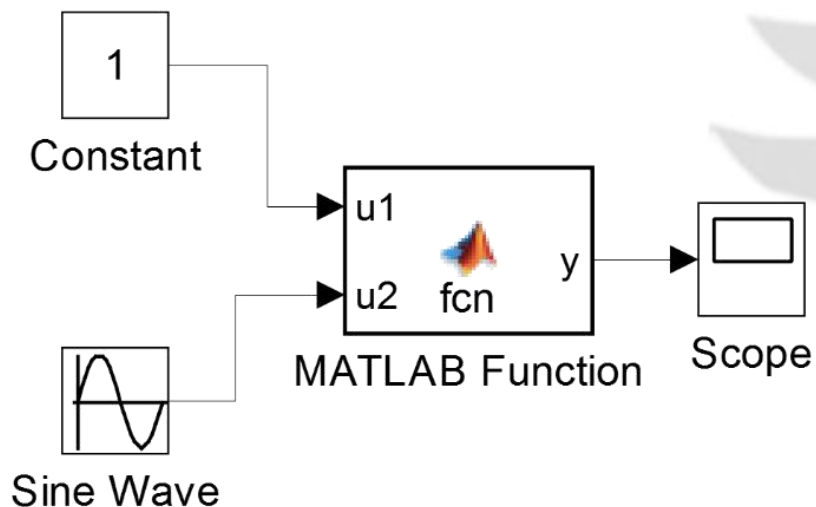 1
Constant
u1
u2
fcn
y
MATLAB Function
Scope
Sine Wave